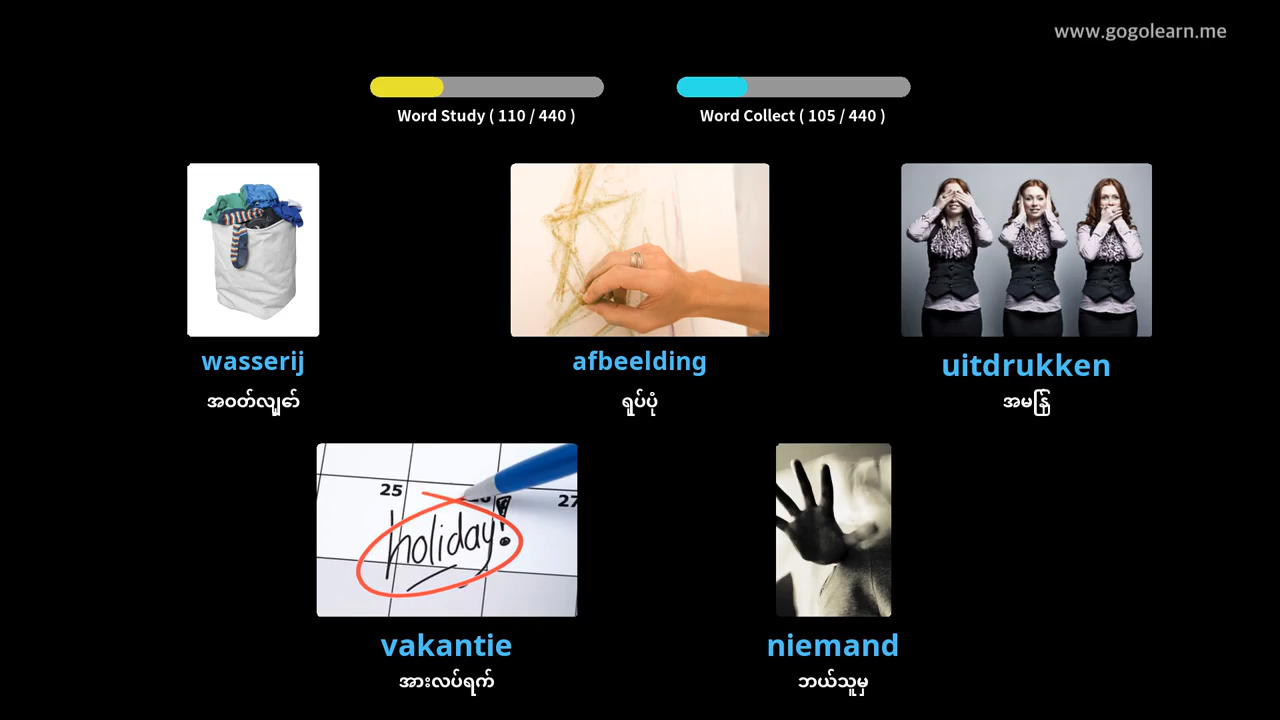 www.gogolearn.me
Word Study ( 110 / 440 )
Word Collect ( 105 / 440 )
wasserij
အဝတ်လျှော်
afbeelding
ရုပ်ပုံ
uitdrukken
အမြန်
25
27
holiday!
vakantie
အားလပ်ရက်
niemand
ဘယ်သူမှ